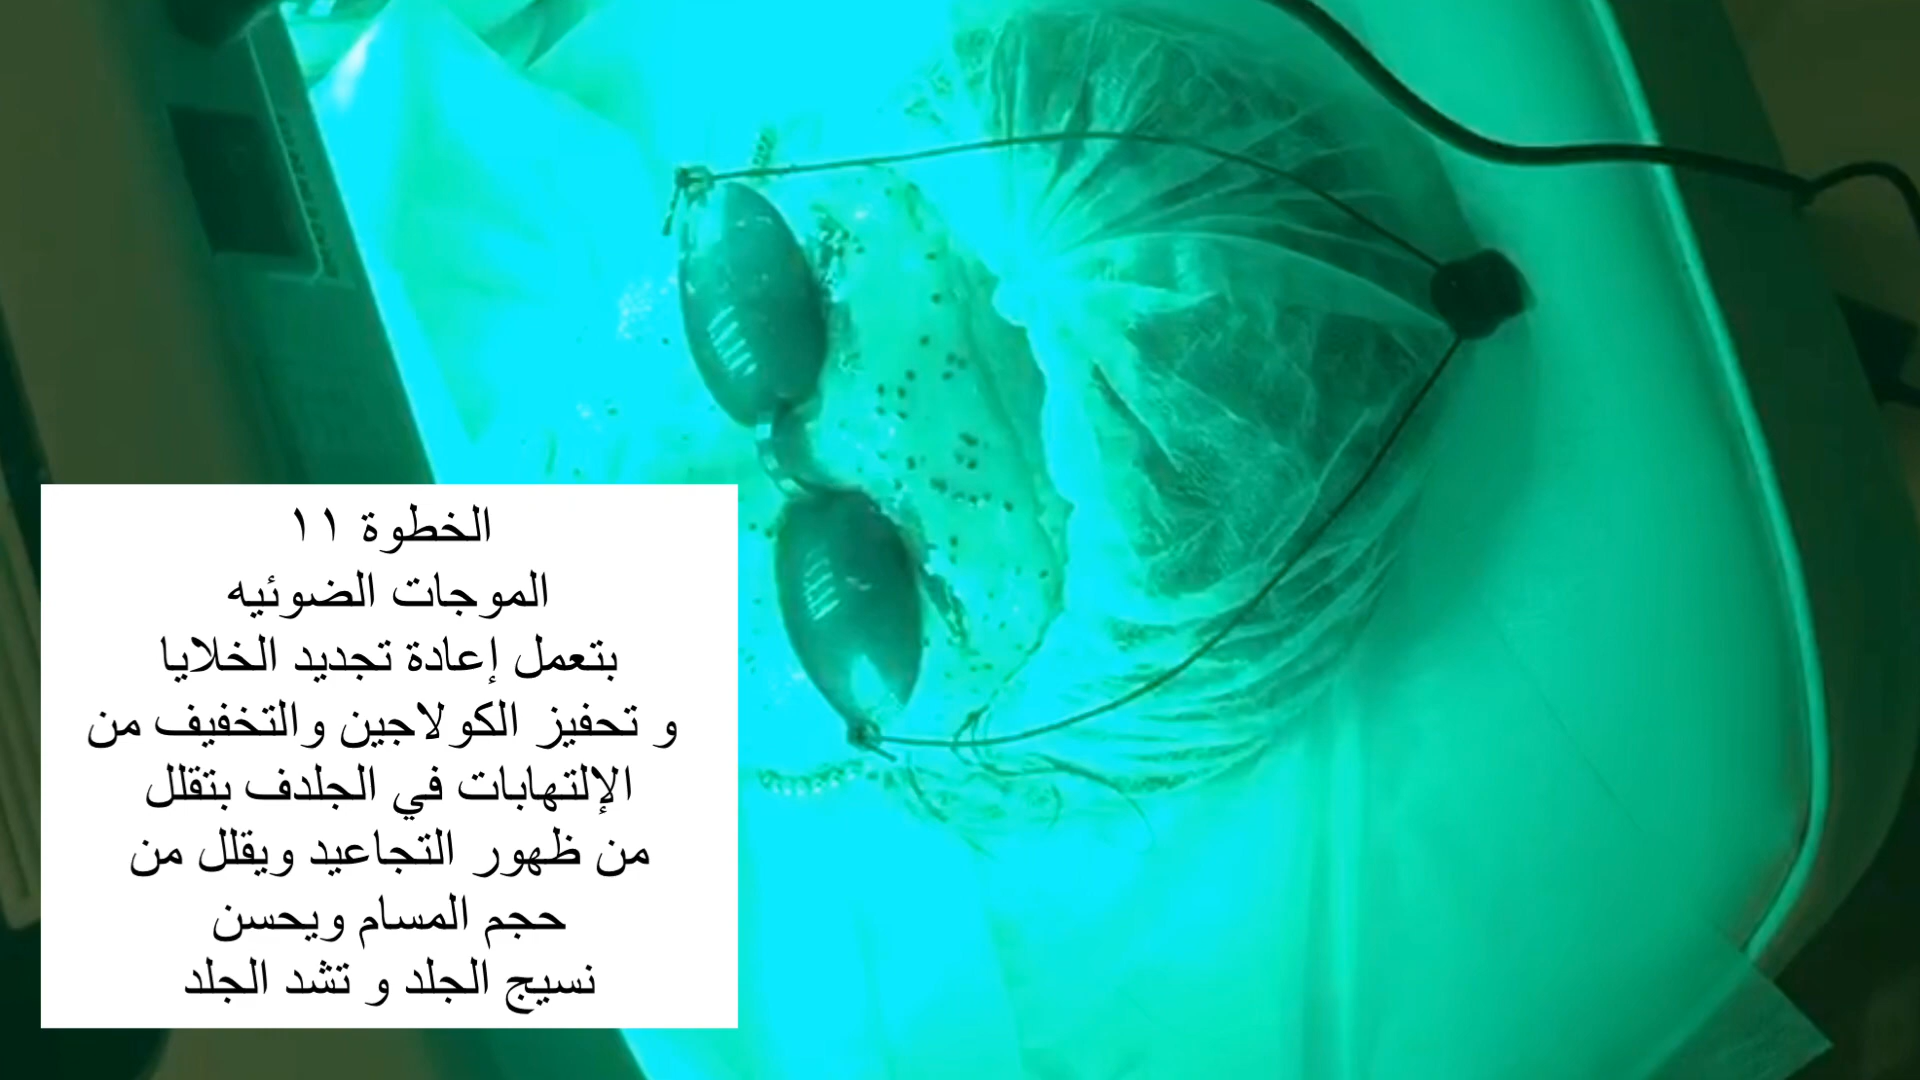 الخطوة ١١
الموجات الضوئيه
بتعمل إعادة تجديد الخلايا
و تحفيز الكولاجين والتخفيف من
الإلتهابات في الجلدف بتقلل
من ظهور التجاعيد ويقلل من
حجم المسام ويحسن
نسيج الجلد و تشد الجلد